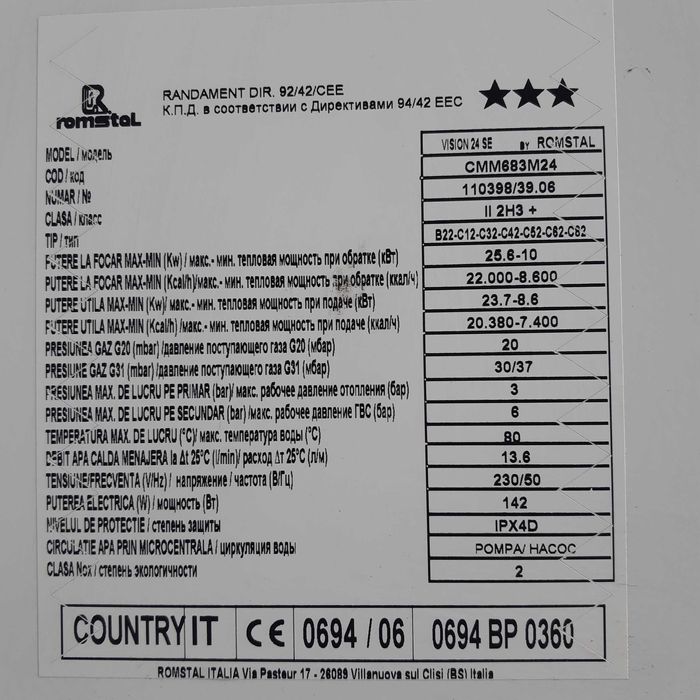 romstal
RANDAMENT DIR. 92/42/CEE
К.П.Д. в соответствии с Директивами 94/42 EEC
MODEL / модель VISION 24 SE BY ROMSTAL
COD / код CMM683M24
NUMAR / № 110398/39.06
CLASA / класс II 2H3 +
TIP / тип B22-C12-C32-C42-C52-C62-C82
PUTERE LA FOCAR MAX-MIN (Kw) / макс.- мин. тепловая мощность при обратке (кВт) 25.6-10
PUTERE LA FOCAR MAX-MIN (Kcal/h)/макс.- мин. тепловая мощность при обратке (ккал/ч) 22.000-8.600
PUTERE UTILA MAX-MIN (Kw)/ макс.- мин. тепловая мощность при подаче (кВт) 23.7-8.6
PUTERE UTILA MAX-MIN (Kcal/h) / макс.- мин. тепловая мощность при подаче (ккал/ч) 20.380-7.400
PRESIUNEA GAZ G20 (mbar) /давление поступающего газа G20 (мбар) 20
PRESIUNE GAZ G31 (mbar) /давление поступающего газа G31 (мбар) 30/37
PRESIUNEA MAX. DE LUCRU PE PRIMAR (bar)/ макс. рабочее давление отопления (бар) 3
PRESIUNEA MAX. DE LUCRU PE SECUNDAR (bar) /макс. рабочее давление ГВС (бар) 6
TEMPERATURA MAX. DE LUCRU (°C)/ макс. температура воды (°C) 80
DEBIT APA CALDA MENAJERA la Δt 25°C (l/min)/ расход Δт 25°C (л/м) 13.6
TENSIUNE/FRECVENTA (V/Hz) / напряжение / частота (В/Гц) 230/50
PUTEREA ELECTRICA (W) / мощность (Вт) 142
NIVELUL DE PROTECTIE / степень защиты IPX4D
CIRCULATIE APA PRIN MICROCENTRALA / циркуляция воды POMPA/ НАСОС
CLASA Nox / степень экологичности 2
COUNTRY IT CE 0694 / 06 0694 BP 0360
ROMSTAL ITALIA Via Pasteur 17 - 26089 Villanuova sul Clisi (BS) Italia